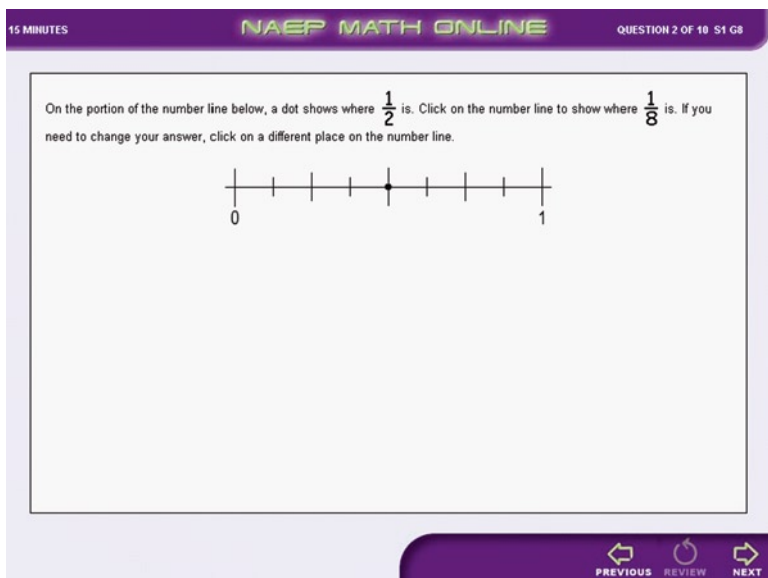 15 MINUTES NAEP MATH ONLINE QUESTION 2 OF 10 S1 G8
On the portion of the number line below, a dot shows where 1/2 is. Click on the number line to show where 1/8 is. If you
need to change your answer, click on a different place on the number line.
0 1
PREVIOUS REVIEW NEXT